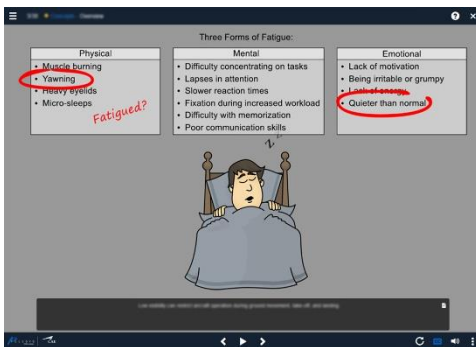 Three Forms of Fatigue:
Physical
• Muscle burning
• Yawning
• Heavy eyelids
• Micro-sleeps
Fatigued?
Mental
• Difficulty concentrating on tasks
• Lapses in attention
• Slower reaction times
• Fixation during increased workload
• Difficulty with memorization
• Poor communication skills
Emotional
• Lack of motivation
• Being irritable or grumpy
• Lack of energy
• Quieter than normal
z z